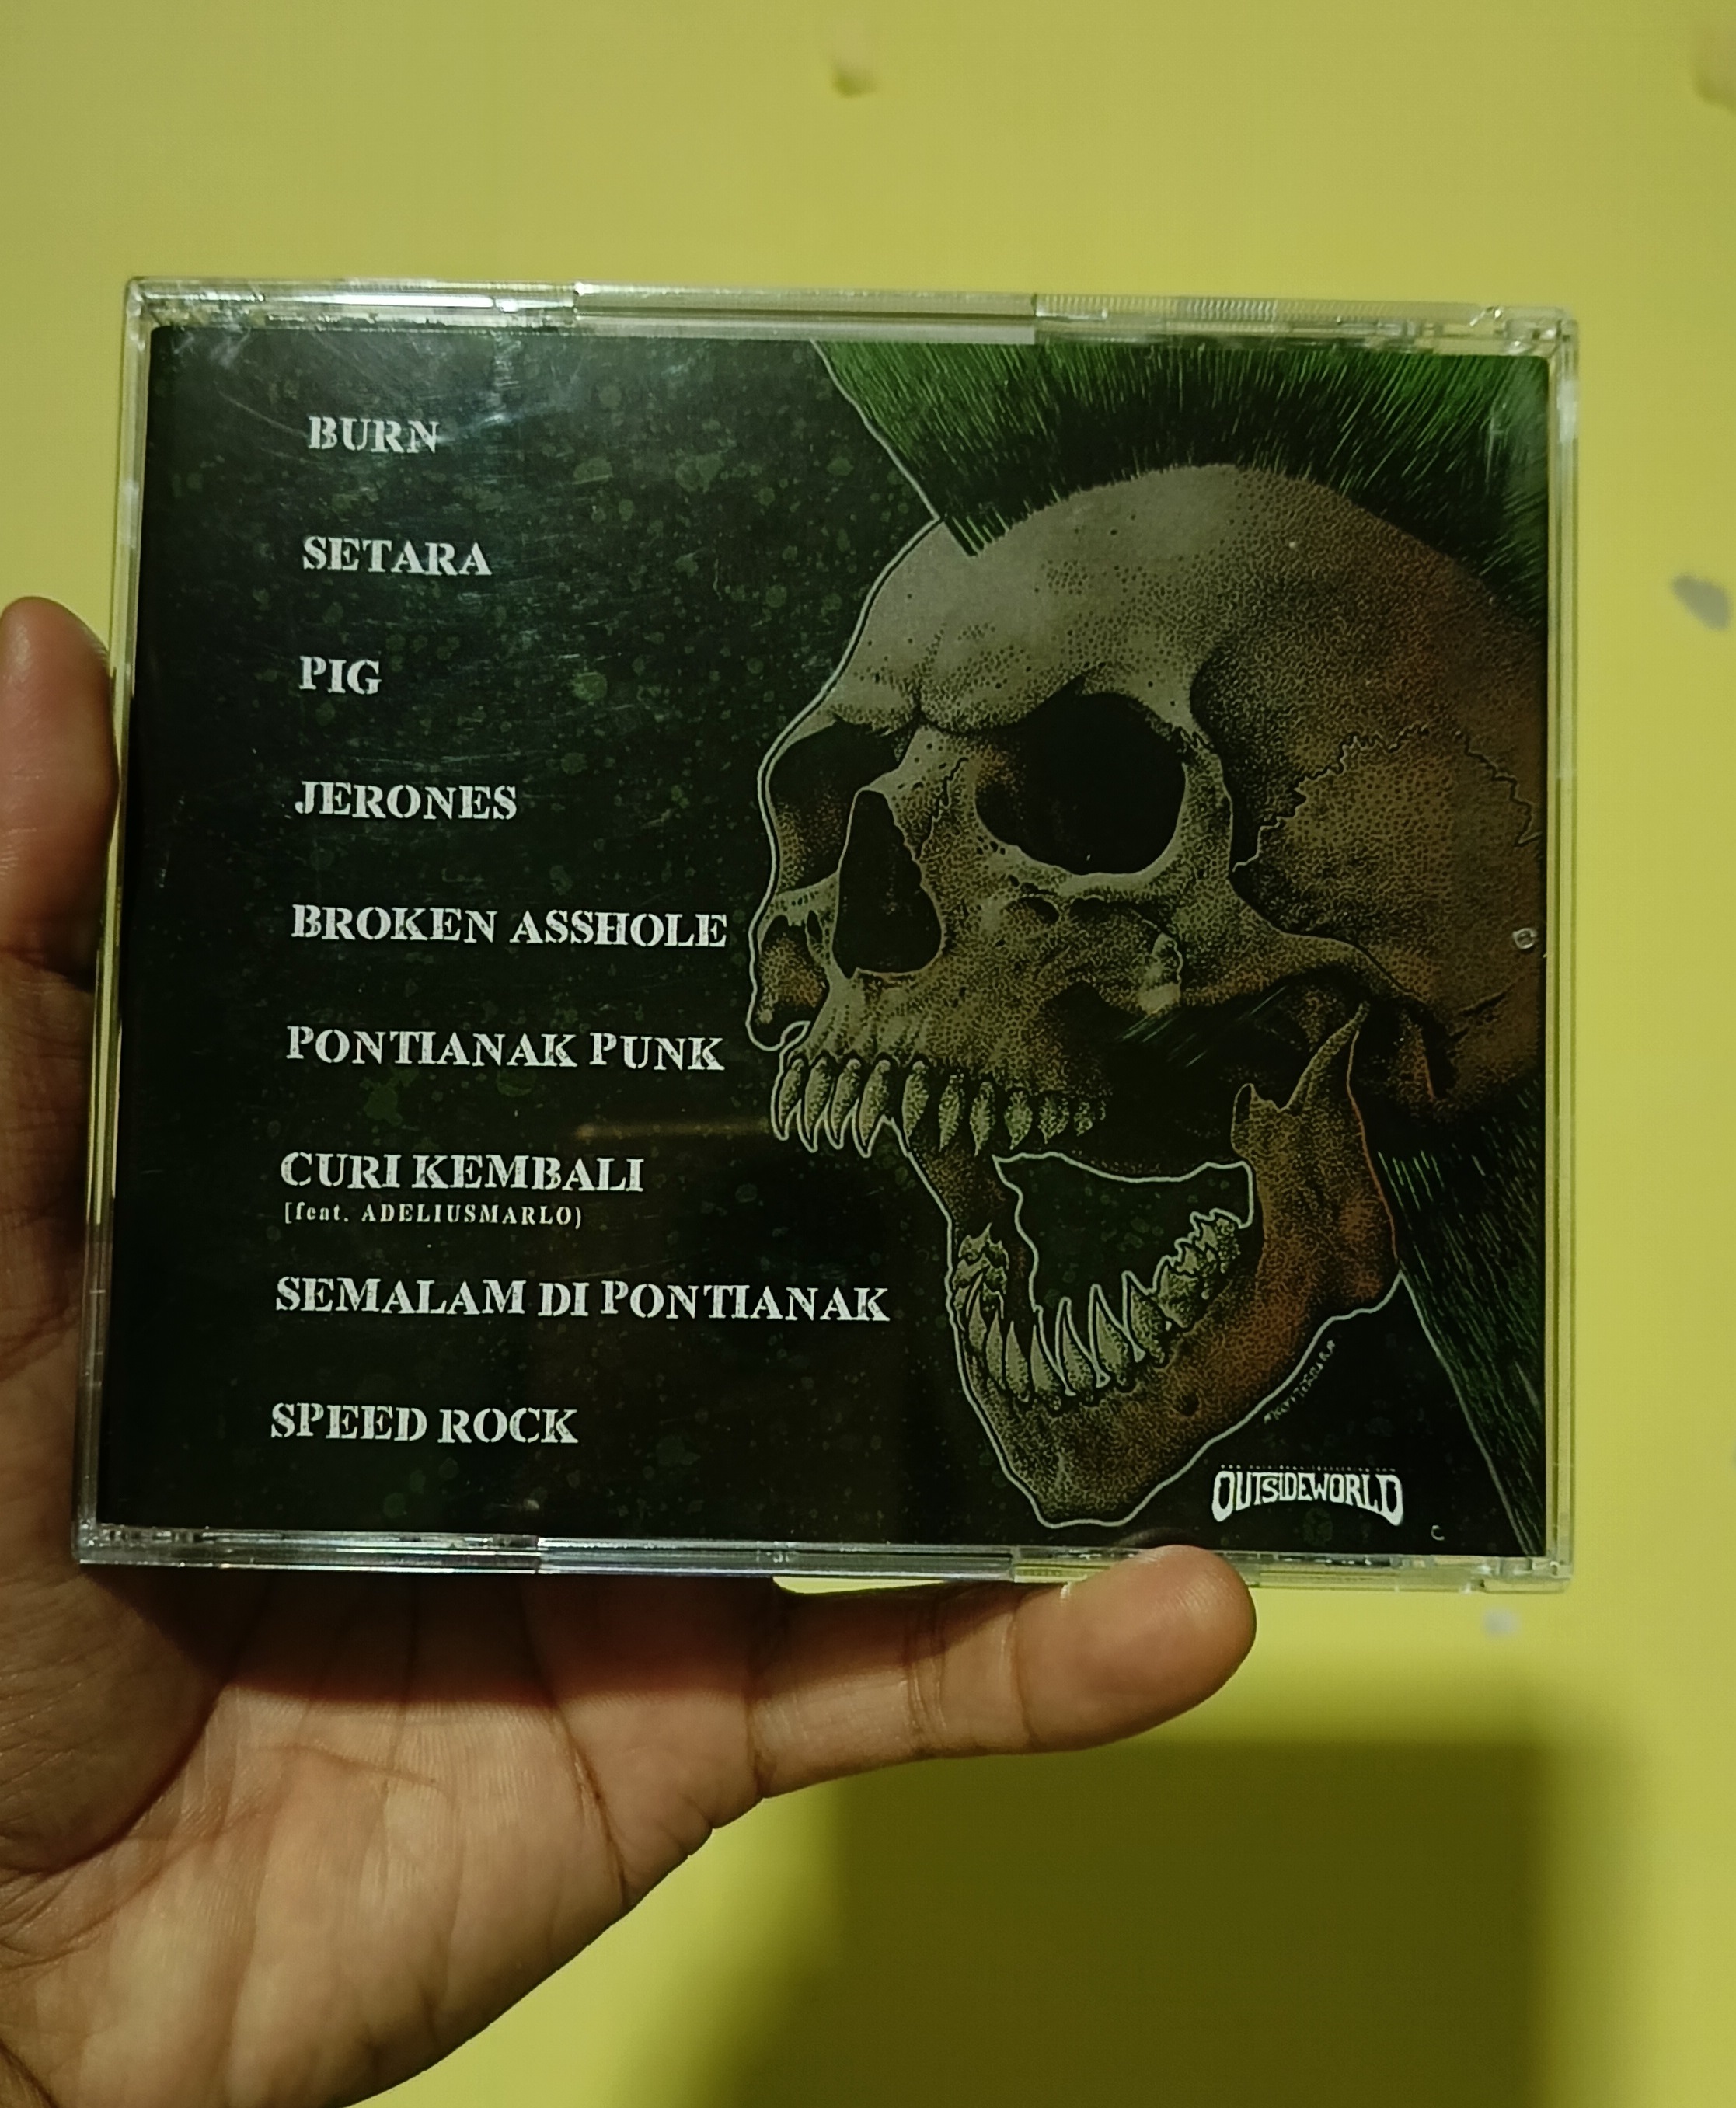 BURN
SETARA
PIG
JERONES
BROKEN ASSHOLE
PONTIANAK PUNK
CURI KEMBALI
[feat. ADELIUSMARLO)
SEMALAM DI PONTIANAK
SPEED ROCK
OUTSIDEWORLD